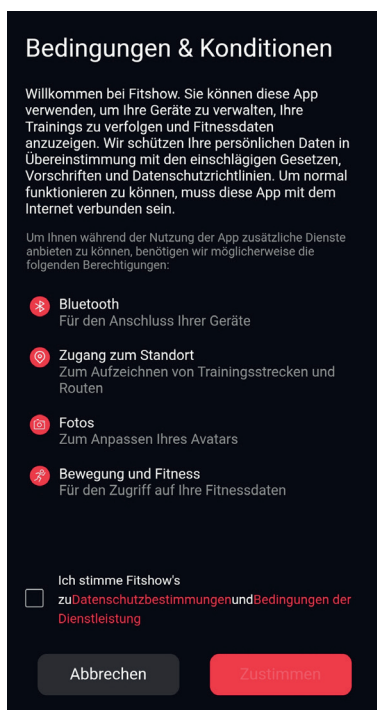 Bedingungen & Konditionen
Willkommen bei Fitshow. Sie können diese App
verwenden, um Ihre Geräte zu verwalten, Ihre
Trainings zu verfolgen und Fitnessdaten
anzuzeigen. Wir schützen Ihre persönlichen Daten in
Übereinstimmung mit den einschlägigen Gesetzen,
Vorschriften und Datenschutzrichtlinien. Um normal
funktionieren zu können, muss diese App mit dem
Internet verbunden sein.
Um Ihnen während der Nutzung der App zusätzliche Dienste
anbieten zu können, benötigen wir möglicherweise die
folgenden Berechtigungen:
Bluetooth
Für den Anschluss Ihrer Geräte
Zugang zum Standort
Zum Aufzeichnen von Trainingsstrecken und
Routen
Fotos
Zum Anpassen Ihres Avatars
Bewegung und Fitness
Für den Zugriff auf Ihre Fitnessdaten
Ich stimme Fitshow's
zuDatenschutzbestimmungenundBedingungen der
Dienstleistung
Abbrechen
Zustimmen